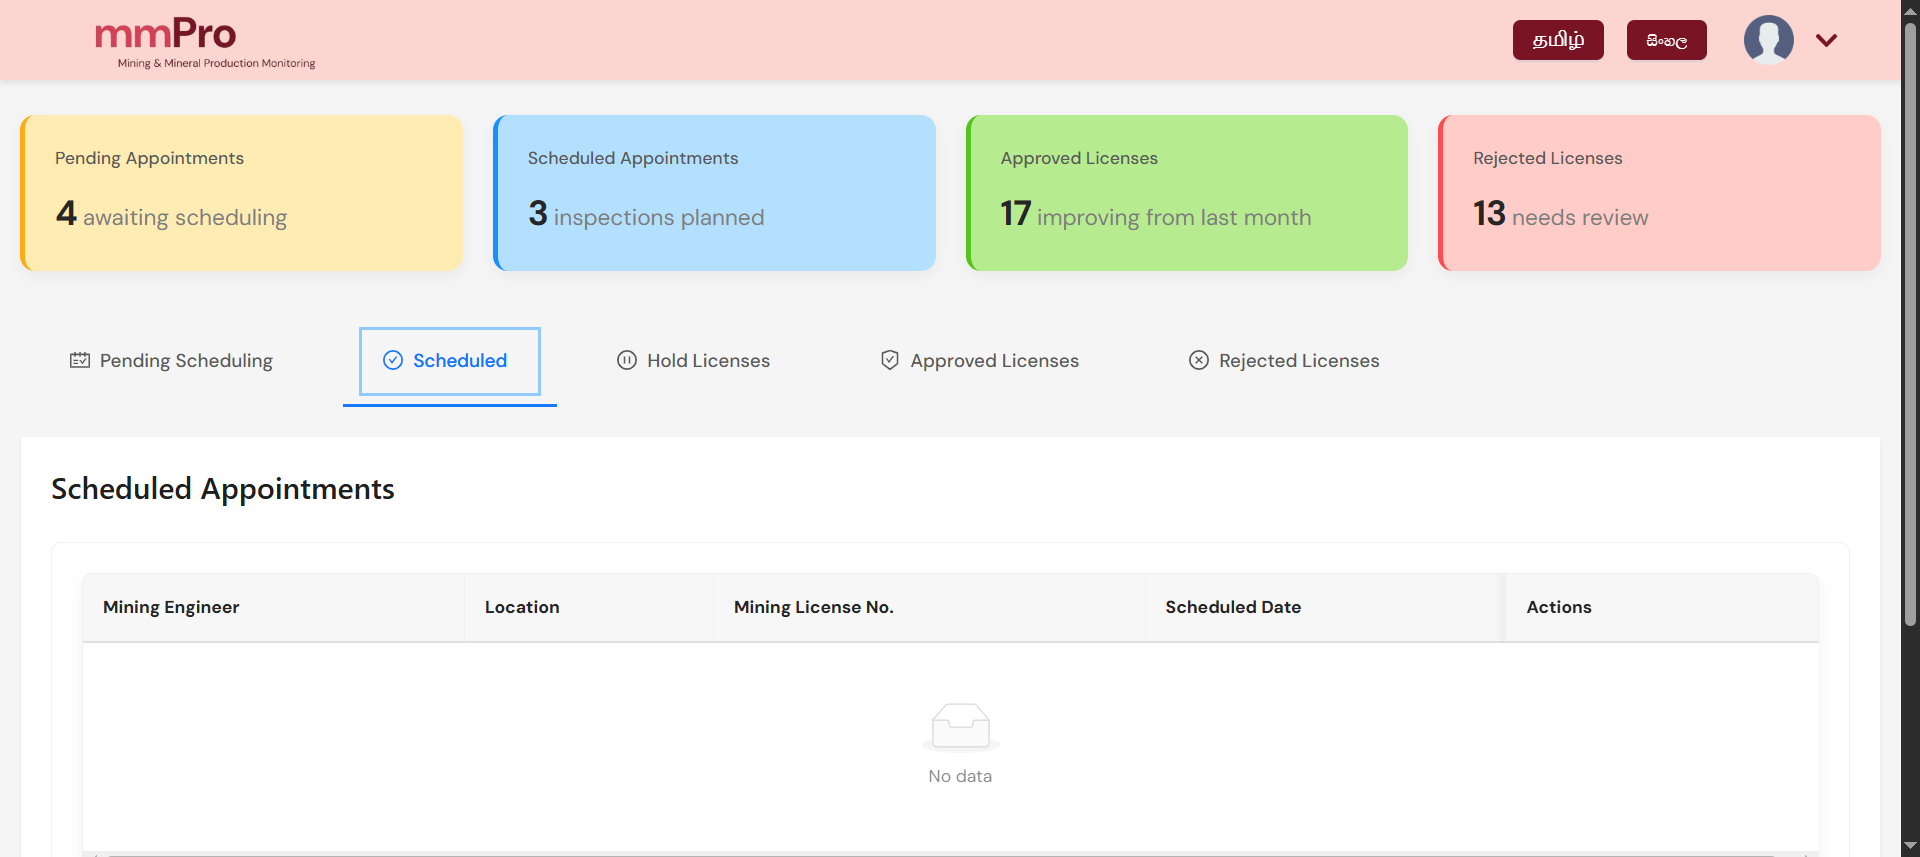 mmPro
Mining & Mineral Production Monitoring
தமிழ்
සිංහල
Pending Appointments
4 awaiting scheduling
Scheduled Appointments
3 inspections planned
Approved Licenses
17 improving from last month
Rejected Licenses
13 needs review
Pending Scheduling
Scheduled
Hold Licenses
Approved Licenses
Rejected Licenses
Scheduled Appointments
Mining Engineer
Location
Mining License No.
Scheduled Date
Actions
No data